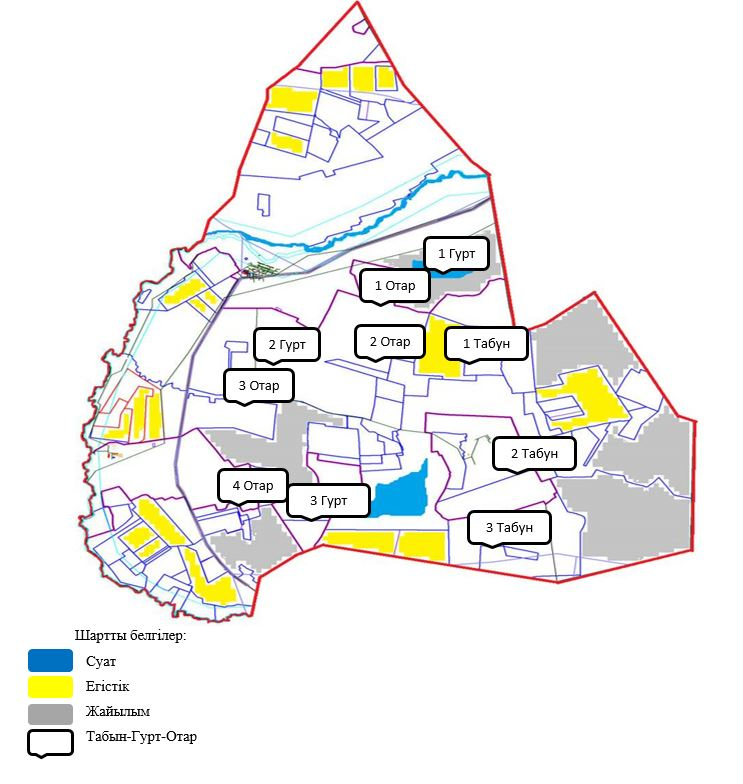 1 Гурт
1 Отар
2 Гурт
2 Отар
1 Табун
3 Отар
2 Табун
4 Отар
3 Гурт
3 Табун
Шартты белгілер:
Суат
Егістік
Жайылым
Табын-Гурт-Отар